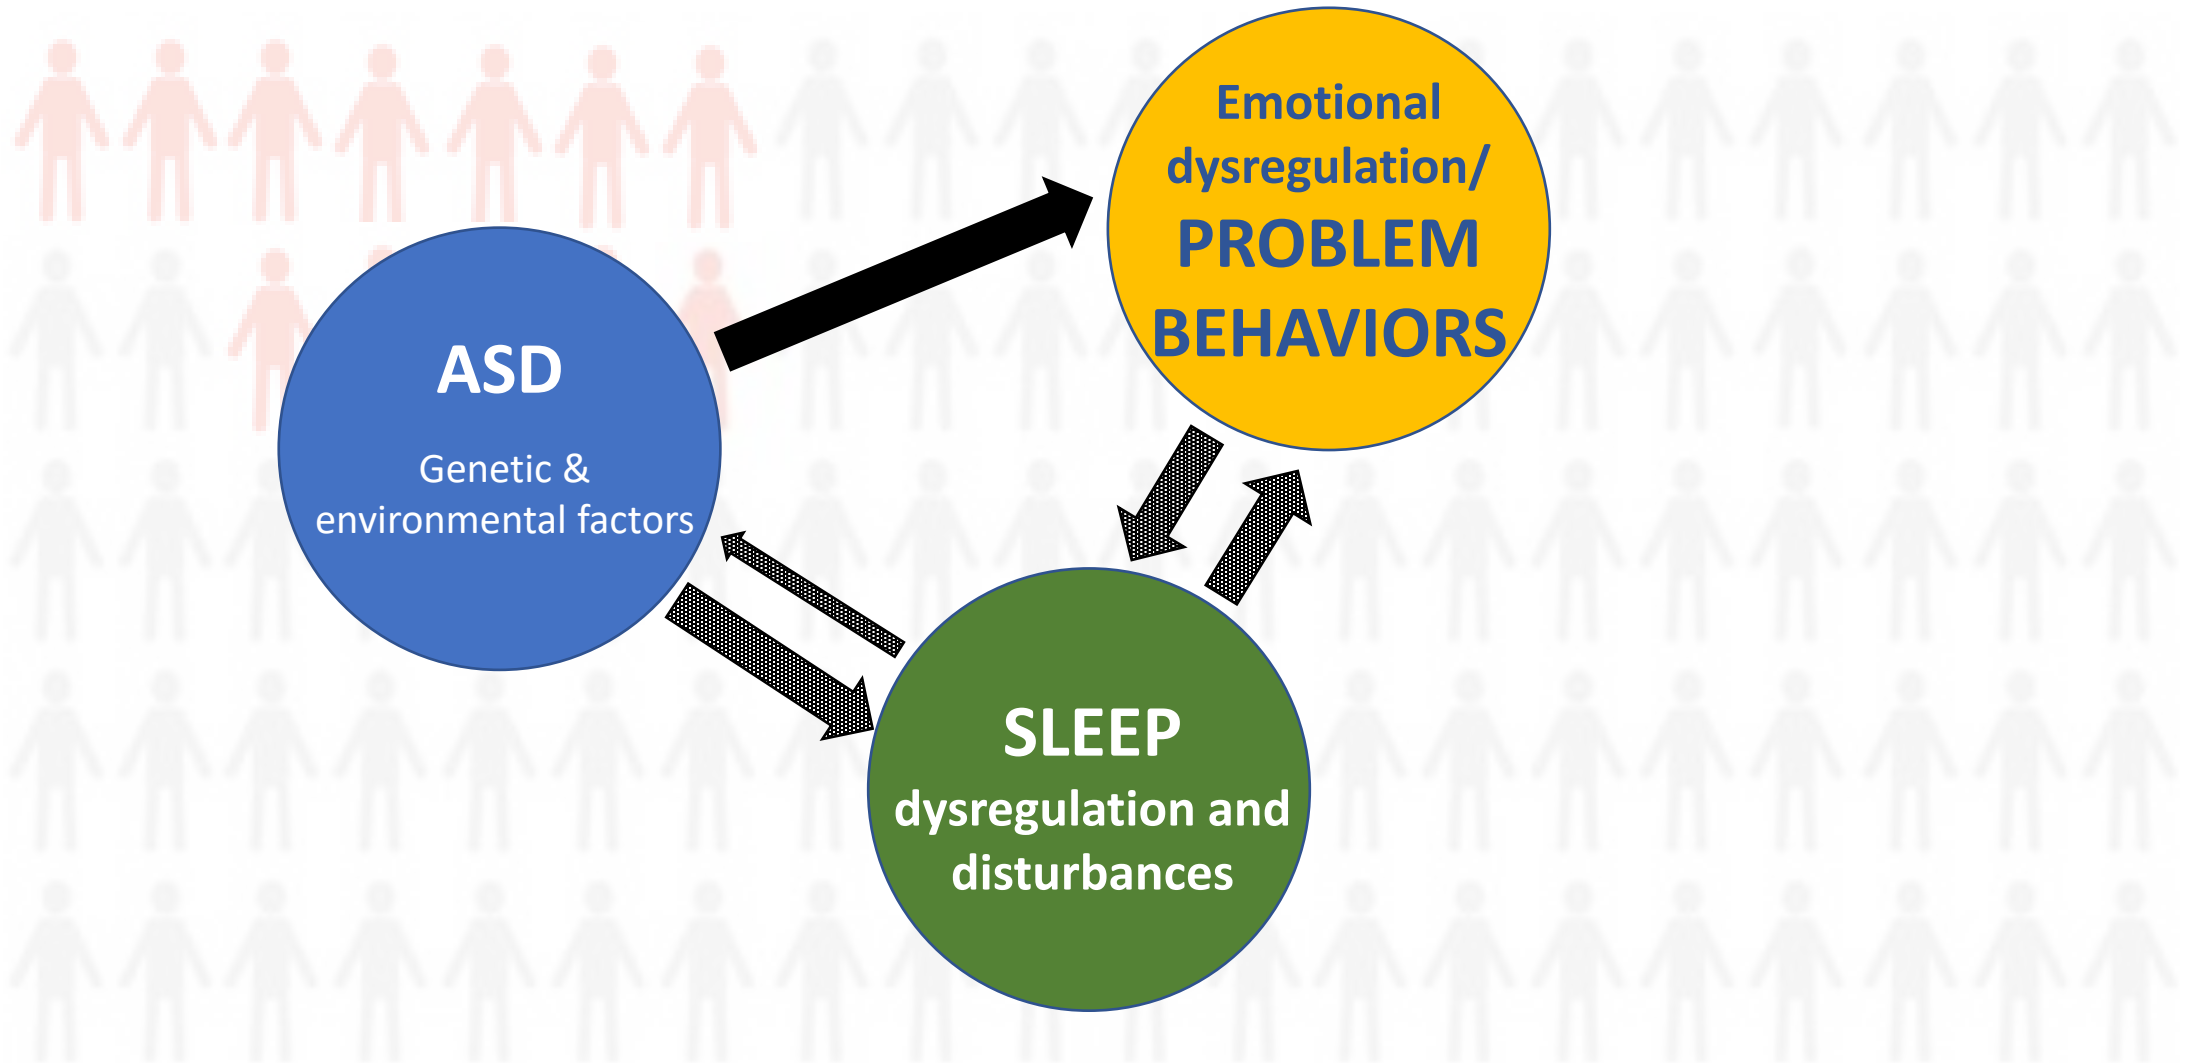 Emotional
dysregulation/
PROBLEM
BEHAVIORS
ASD
Genetic &
environmental factors
SLEEP
dysregulation and
disturbances